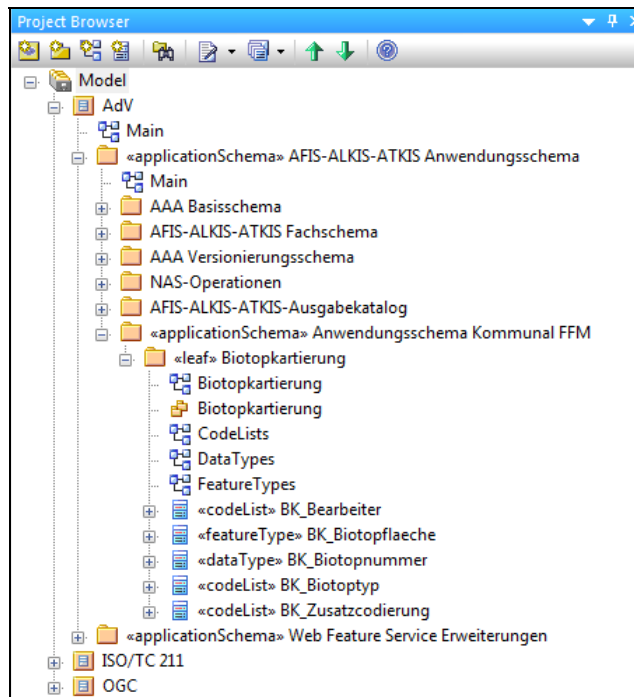 Project Browser
Model
AdV
Main
«applicationSchema» AFIS-ALKIS-ATKIS Anwendungsschema
Main
AAA Basisschema
AFIS-ALKIS-ATKIS Fachschema
AAA Versionierungsschema
NAS-Operationen
AFIS-ALKIS-ATKIS-Ausgabekatalog
«applicationSchema» Anwendungsschema Kommunal FFM
«leaf» Biotopkartierung
Biotopkartierung
Biotopkartierung
CodeLists
DataTypes
FeatureTypes
«codeList» BK_Bearbeiter
«featureType» BK_Biotopflaeche
«dataType» BK_Biotopnummer
«codeList» BK_Biotoptyp
«codeList» BK_Zusatzcodierung
«applicationSchema» Web Feature Service Erweiterungen
ISO/TC 211
OGC